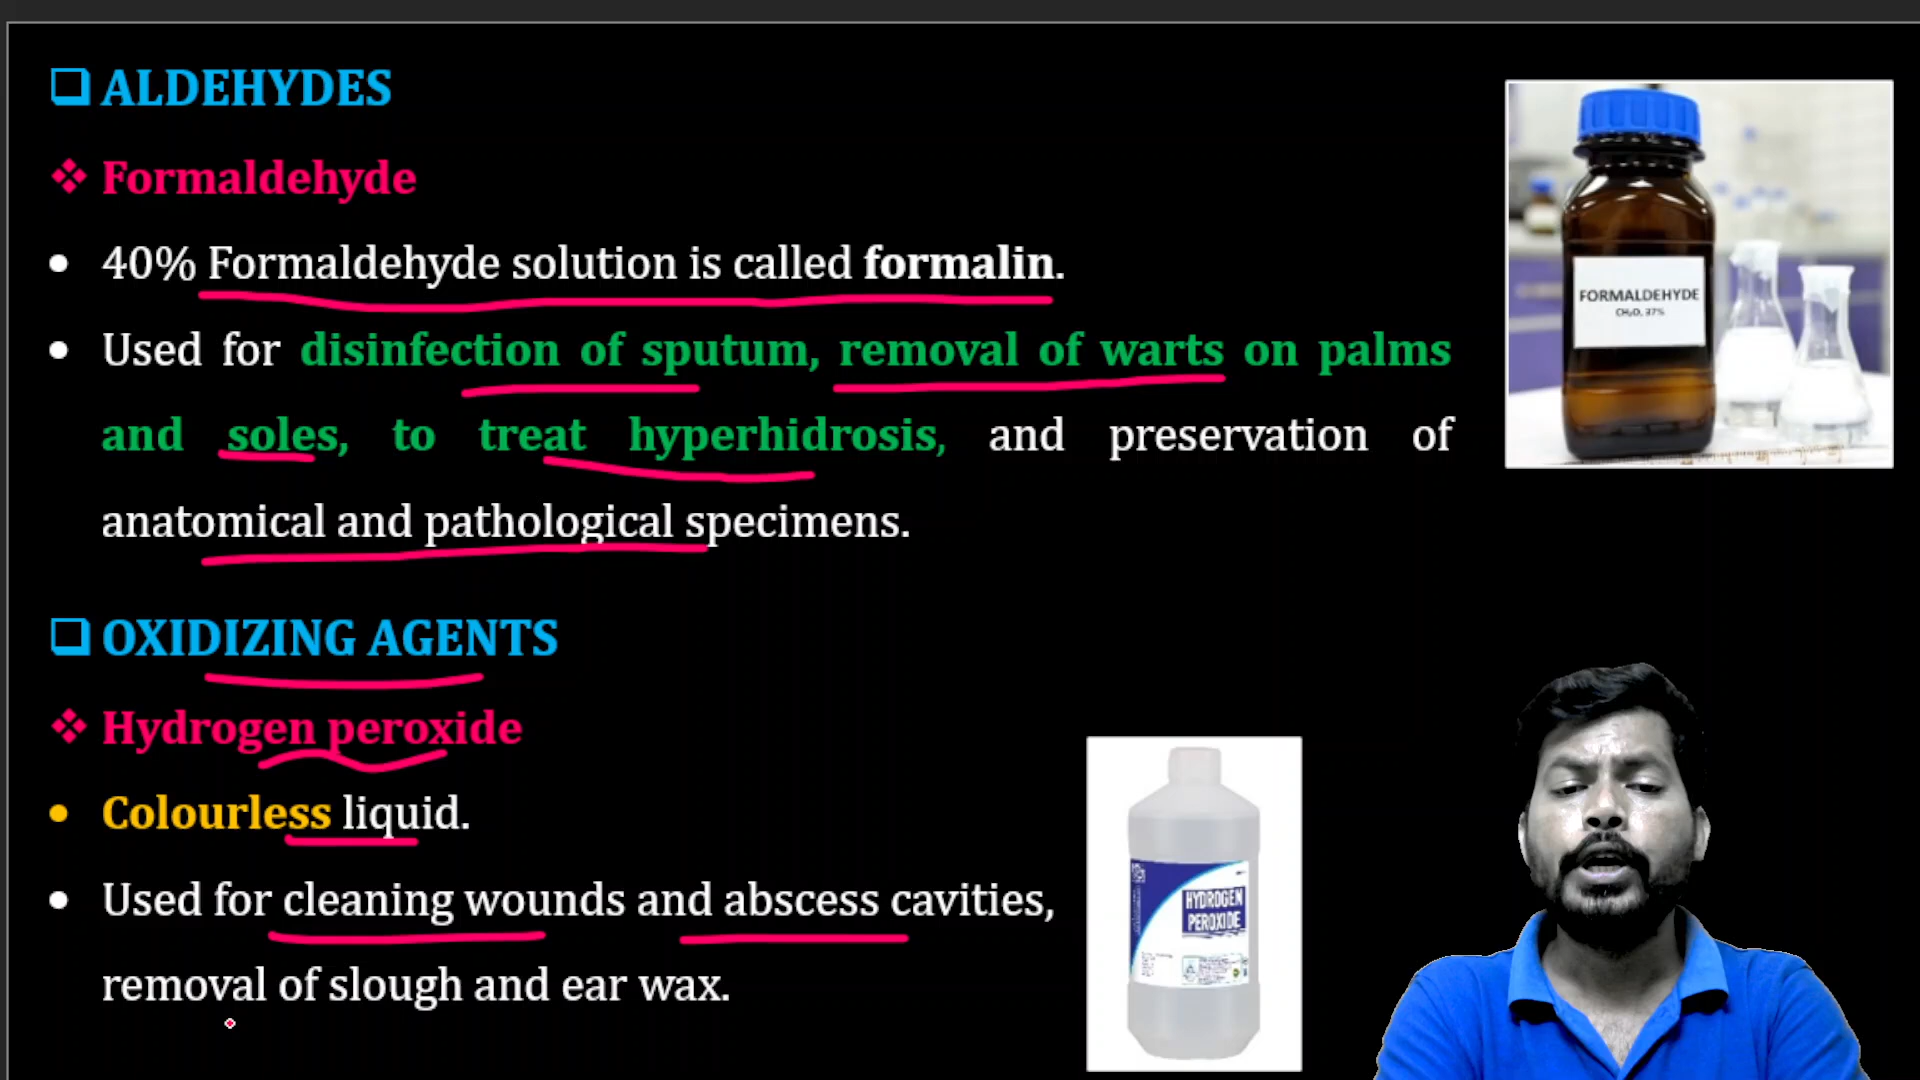 ALDEHYDES
Formaldehyde
40% Formaldehyde solution is called formalin.
Used for disinfection of sputum, removal of warts on palms
and soles, to treat hyperhidrosis, and preservation of
anatomical and pathological specimens.
FORMALDEHYDE
CH₂O, 37%
OXIDIZING AGENTS
Hydrogen peroxide
Colourless liquid.
Used for cleaning wounds and abscess cavities,
removal of slough and ear wax.
HYDROGEN
PEROXIDE